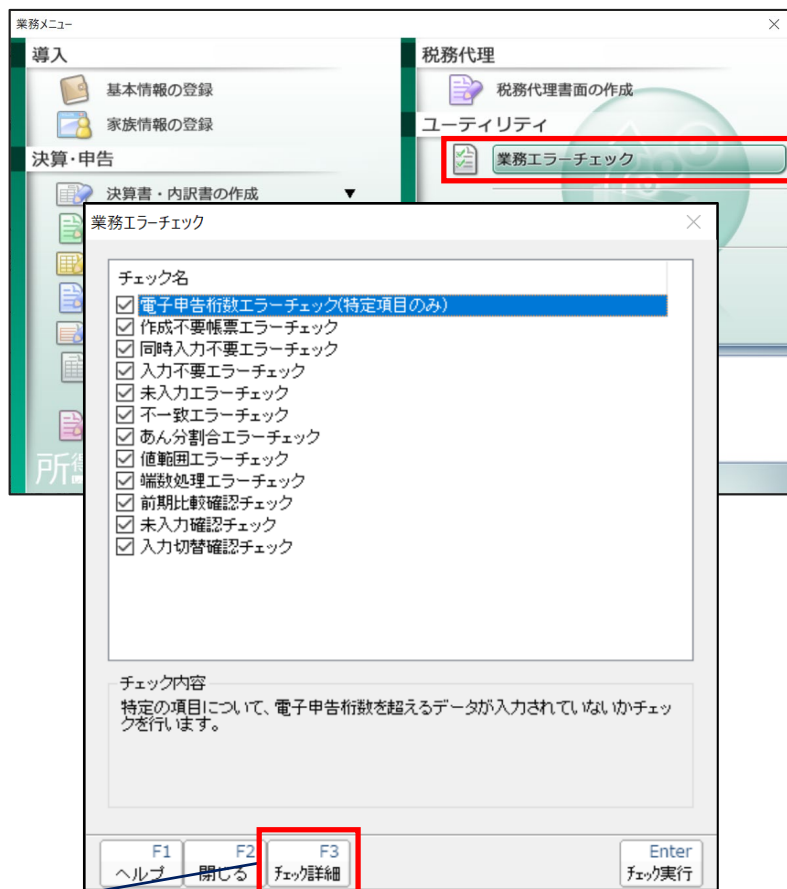 業務メニュー
導入
基本情報の登録
家族情報の登録
決算・申告
決算書・内訳書の作成 ▼
税務代理
税務代理書面の作成
ユーティリティ
業務エラーチェック
業務エラーチェック
チェック名
電子申告桁数エラーチェック(特定項目のみ)
作成不要帳票エラーチェック
同時入力不要エラーチェック
入力不要エラーチェック
未入力エラーチェック
不一致エラーチェック
あん分割合エラーチェック
値範囲エラーチェック
端数処理エラーチェック
前期比較確認チェック
未入力確認チェック
入力切替確認チェック
チェック内容
特定の項目について、電子申告桁数を超えるデータが入力されていないかチェッ
クを行います。
F1 F2 F3 Enter
ヘルプ 閉じる チェック詳細 チェック実行